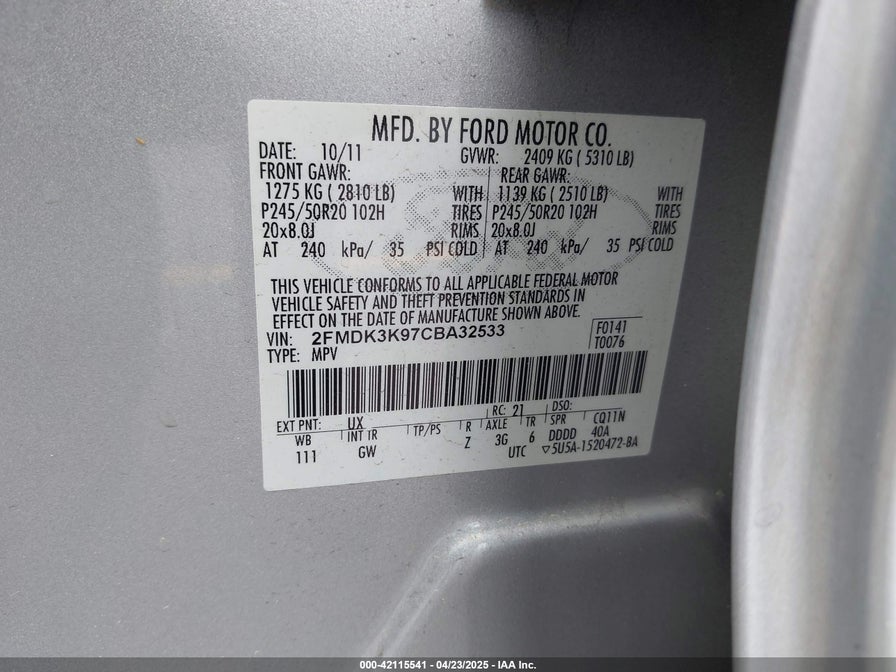 MFD. BY FORD MOTOR CO.
DATE: 10/11 GVWR: 2409 KG ( 5310 LB)
FRONT GAWR: REAR GAWR:
1275 KG ( 2810 LB) WITH 1139 KG ( 2510 LB) WITH
P245/50R20 102H TIRES P245/50R20 102H TIRES
20x8.0J RIMS 20x8.0J RIMS
AT 240 kPa/ 35 PSI COLD AT 240 kPa/ 35 PSI COLD
THIS VEHICLE CONFORMS TO ALL APPLICABLE FEDERAL MOTOR
VEHICLE SAFETY AND THEFT PREVENTION STANDARDS IN
EFFECT ON THE DATE OF MANUFACTURE SHOWN ABOVE.
VIN: 2FMDK3K97CBA32533 F0141
TYPE: MPV T0076
EXT PNT: UX RC: 21 DSO:
WB INT TR TP/PS R AXLE TR SPR CQ11N
111 GW Z 3G 6 DDDD 40A
UTC ▽5U5A-1520472-BA
000-42115541 - 04/23/2025 - IAA Inc.